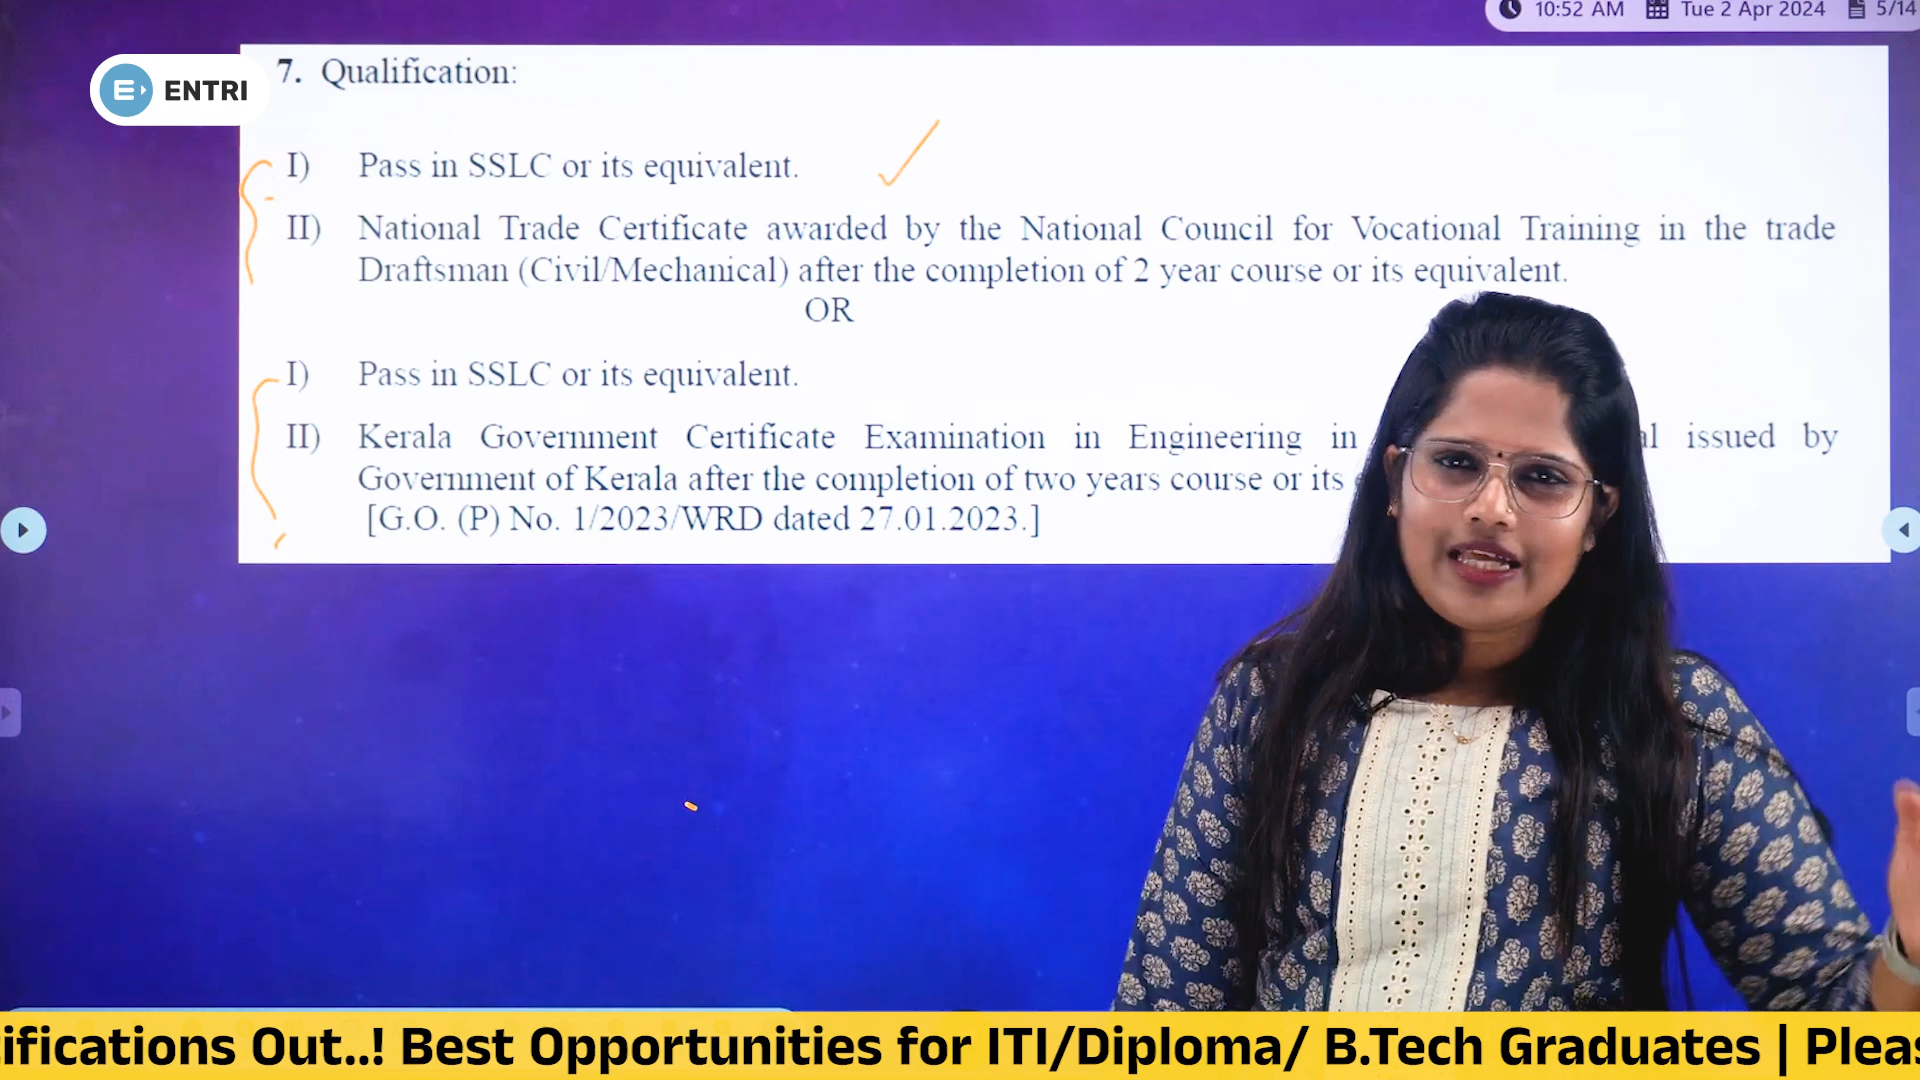 10:52 AM Tue 2 Apr 2024 5/14
ENTRI
7. Qualification:
I) Pass in SSLC or its equivalent.
II) National Trade Certificate awarded by the National Council for Vocational Training in the trade
Draftsman (Civil/Mechanical) after the completion of 2 year course or its equivalent.
OR
I) Pass in SSLC or its equivalent.
II) Kerala Government Certificate Examination in Engineering in al issued by
Government of Kerala after the completion of two years course or its
[G.O. (P) No. 1/2023/WRD dated 27.01.2023.]
ifications Out..! Best Opportunities for ITI/Diploma/ B.Tech Graduates | Pleas